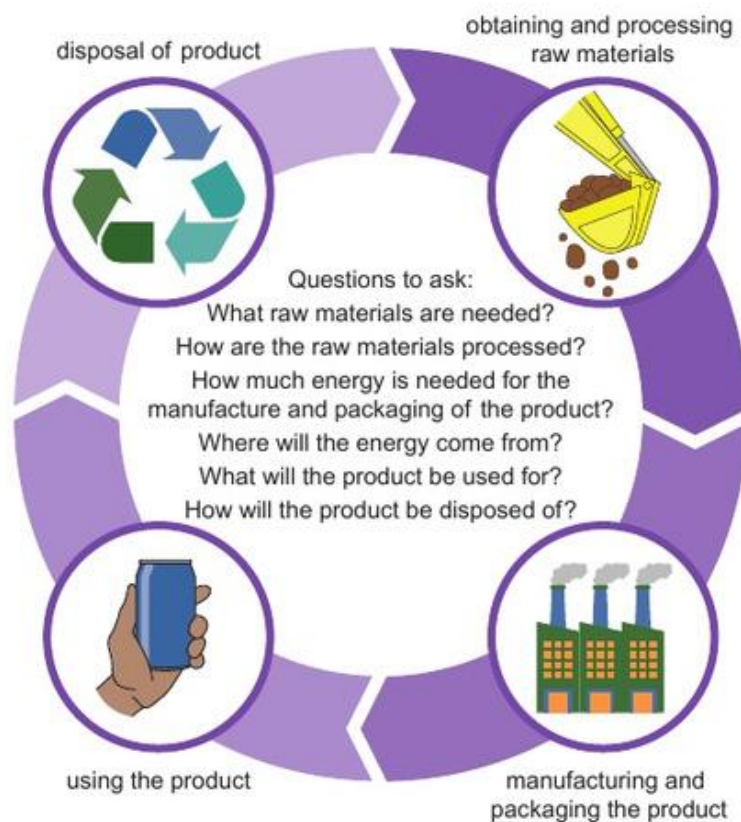 disposal of product
obtaining and processing
raw materials
Questions to ask:
What raw materials are needed?
How are the raw materials processed?
How much energy is needed for the
manufacture and packaging of the product?
Where will the energy come from?
What will the product be used for?
How will the product be disposed of?
using the product
manufacturing and
packaging the product